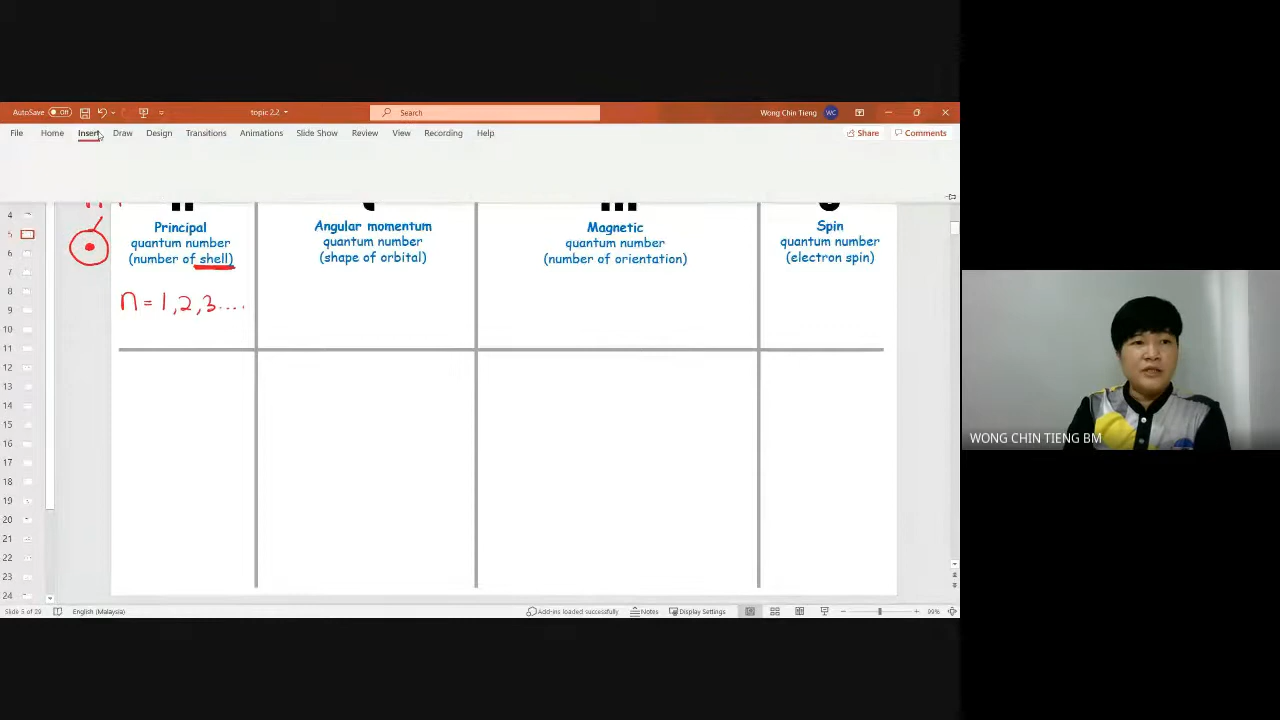 AutoSave Off
topic 2.2
Search
Wong Chin Tieng WC
File Home Insert Draw Design Transitions Animations Slide Show Review View Recording Help
Share Comments
Principal
quantum number
(number of shell)
Angular momentum
quantum number
(shape of orbital)
Magnetic
quantum number
(number of orientation)
Spin
quantum number
(electron spin)
n = 1, 2, 3....
4
5
6
7
8
9
10
11
12
13
14
15
16
17
18
19
20
21
22
23
24
Slide 5 of 29 English (Malaysia) Add-ins loaded successfully Notes Display Settings 99%
WONG CHIN TIENG BM